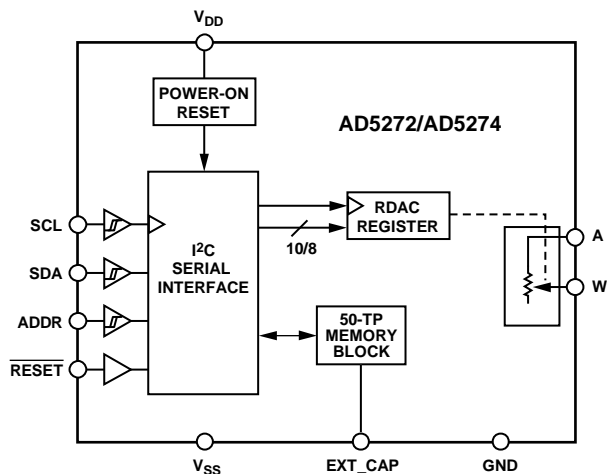 VDD
POWER-ON
RESET
AD5272/AD5274
SCL
SDA
ADDR
RESET
I2C
SERIAL
INTERFACE
10/8
RDAC
REGISTER
A
W
50-TP
MEMORY
BLOCK
VSS
EXT_CAP
GND